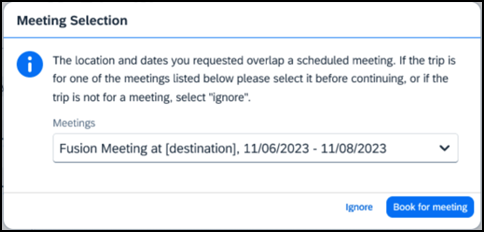 Meeting Selection
The location and dates you requested overlap a scheduled meeting. If the trip is
for one of the meetings listed below please select it before continuing, or if the
trip is not for a meeting, select "ignore".
Meetings
Fusion Meeting at [destination], 11/06/2023 - 11/08/2023
Ignore
Book for meeting